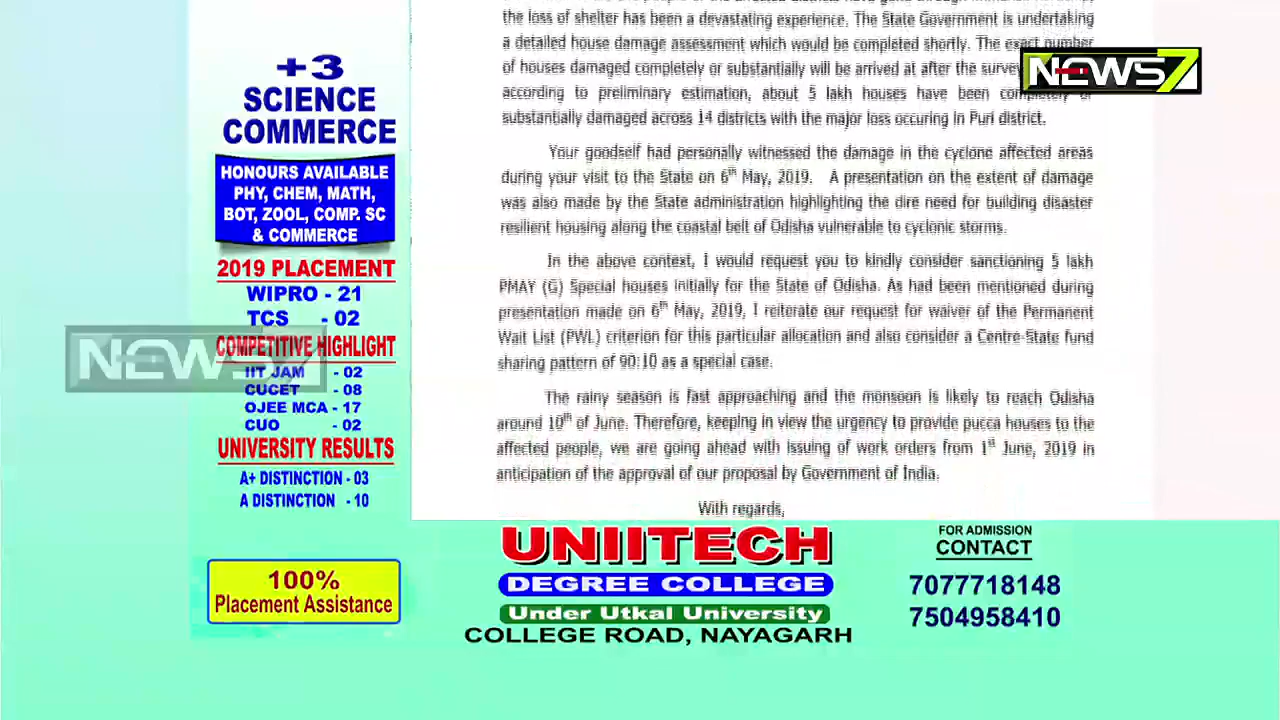 +3
SCIENCE
COMMERCE
HONOURS AVAILABLE
PHY, CHEM, MATH,
BOT, ZOOL, COMP. SC
& COMMERCE
2019 PLACEMENT
WIPRO - 21
TCS - 02
COMPETITIVE HIGHLIGHT
IIT JAM - 02
CUCET - 08
OJEE MCA - 17
CUO - 02
UNIVERSITY RESULTS
A+ DISTINCTION - 03
A DISTINCTION - 10
100%
Placement Assistance
NEWS7
the loss of shelter has been a devastating experience. The State Government is undertaking
a detailed house damage assessment which would be completed shortly. The exact number
of houses damaged completely or substantially will be arrived at after the survey
according to preliminary estimation, about 5 lakh houses have been completely or
substantially damaged across 14 districts with the major loss occuring in Puri district.
Your goodself had personally witnessed the damage in the cyclone affected areas
during your visit to the State on 6th May, 2019. A presentation on the extent of damage
was also made by the State administration highlighting the dire need for building disaster
resilient housing along the coastal belt of Odisha vulnerable to cyclonic storms.
In the above context, I would request you to kindly consider sanctioning 5 lakh
PMAY (G) Special houses initially for the State of Odisha. As had been mentioned during
presentation made on 6th May, 2019, I reiterate our request for waiver of the Permanent
Wait List (PWL) criterion for this particular allocation and also consider a Centre-State fund
sharing pattern of 90:10 as a special case.
The rainy season is fast approaching and the monsoon is likely to reach Odisha
around 10th of June. Therefore, keeping in view the urgency to provide pucca houses to the
affected people, we are going ahead with issuing of work orders from 1st June, 2019 in
anticipation of the approval of our proposal by Government of India.
With regards,
NEWS7
UNIITECH
DEGREE COLLEGE
Under Utkal University
COLLEGE ROAD, NAYAGARH
FOR ADMISSION
CONTACT
7077718148
7504958410